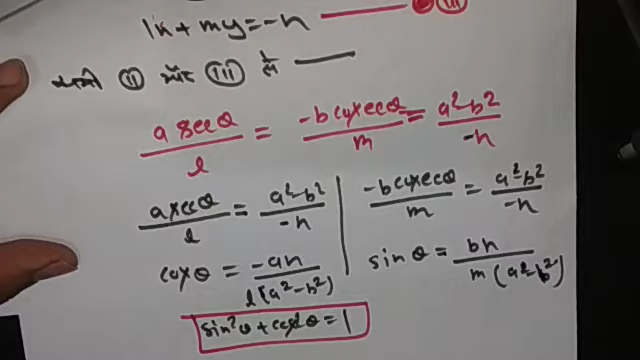 lx + my = -n ——— III
II और III से ———
a secθ / l = -b cosecθ / m = a²-b² / -n
a secθ / l = a²-b² / -n | -b cosecθ / m = a²-b² / -n
cosθ = -an / l(a²-b²) | sinθ = bn / m(a²-b²)
sin²θ + cos²θ = 1